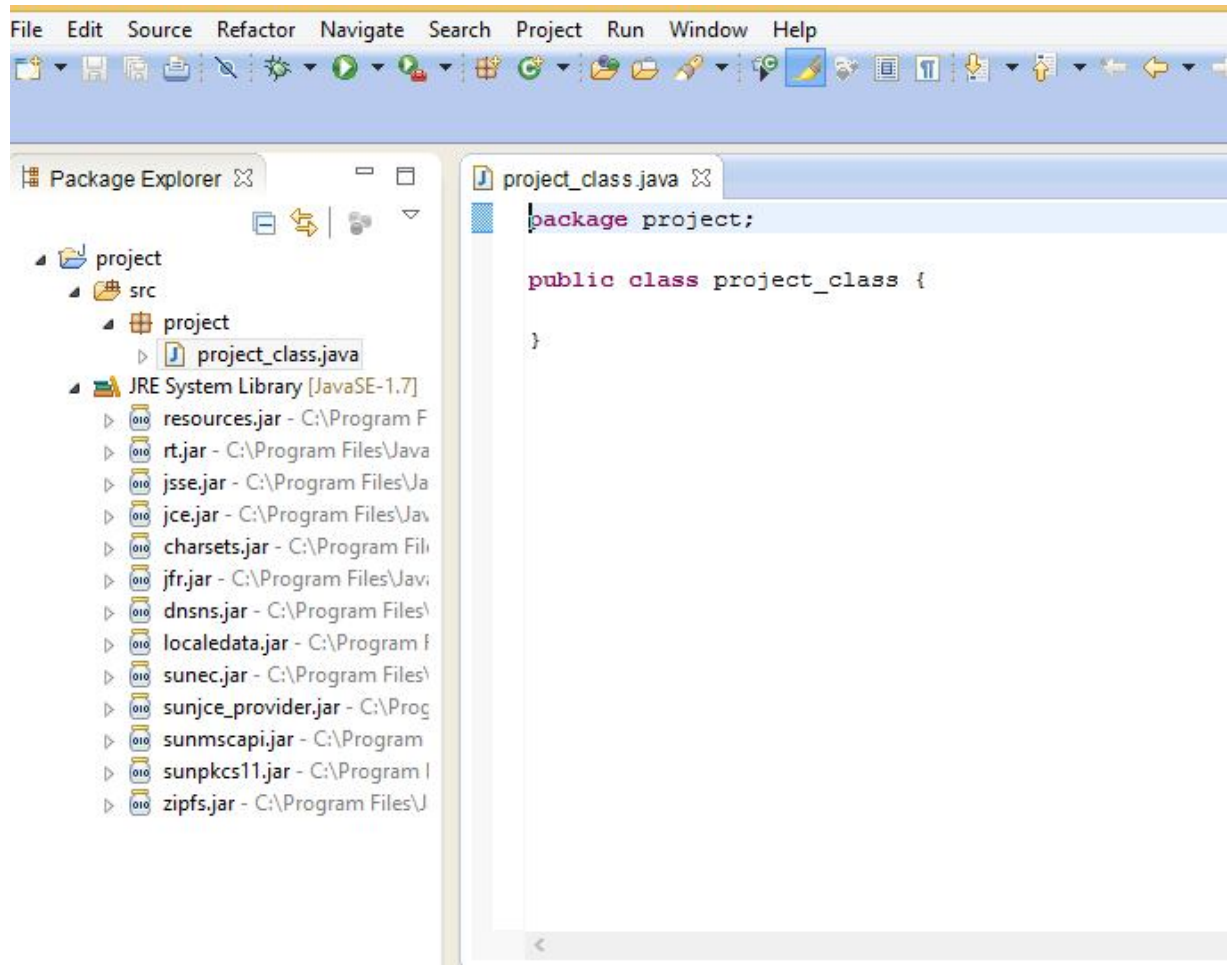 File Edit Source Refactor Navigate Search Project Run Window Help
Package Explorer
project
src
project
project_class.java
JRE System Library [JavaSE-1.7]
resources.jar - C:\Program F
rt.jar - C:\Program Files\Java
jsse.jar - C:\Program Files\Ja
jce.jar - C:\Program Files\Jav
charsets.jar - C:\Program File
jfr.jar - C:\Program Files\Java
dnsns.jar - C:\Program Files\
localedata.jar - C:\Program F
sunec.jar - C:\Program Files\
sunjce_provider.jar - C:\Prog
sunmscapi.jar - C:\Program
sunpkcs11.jar - C:\Program
zipfs.jar - C:\Program Files\J
project_class.java
package project;
public class project_class {
}